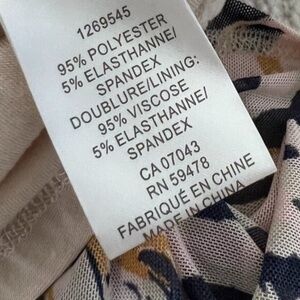 1269545
95% POLYESTER
5% ELASTHANNE/
SPANDEX
DOUBLURE/LINING:
95% VISCOSE
5% ELASTHANNE/
SPANDEX
CA 07043
RN 59478
FABRIQUÉ EN CHINE
MADE IN CHINA